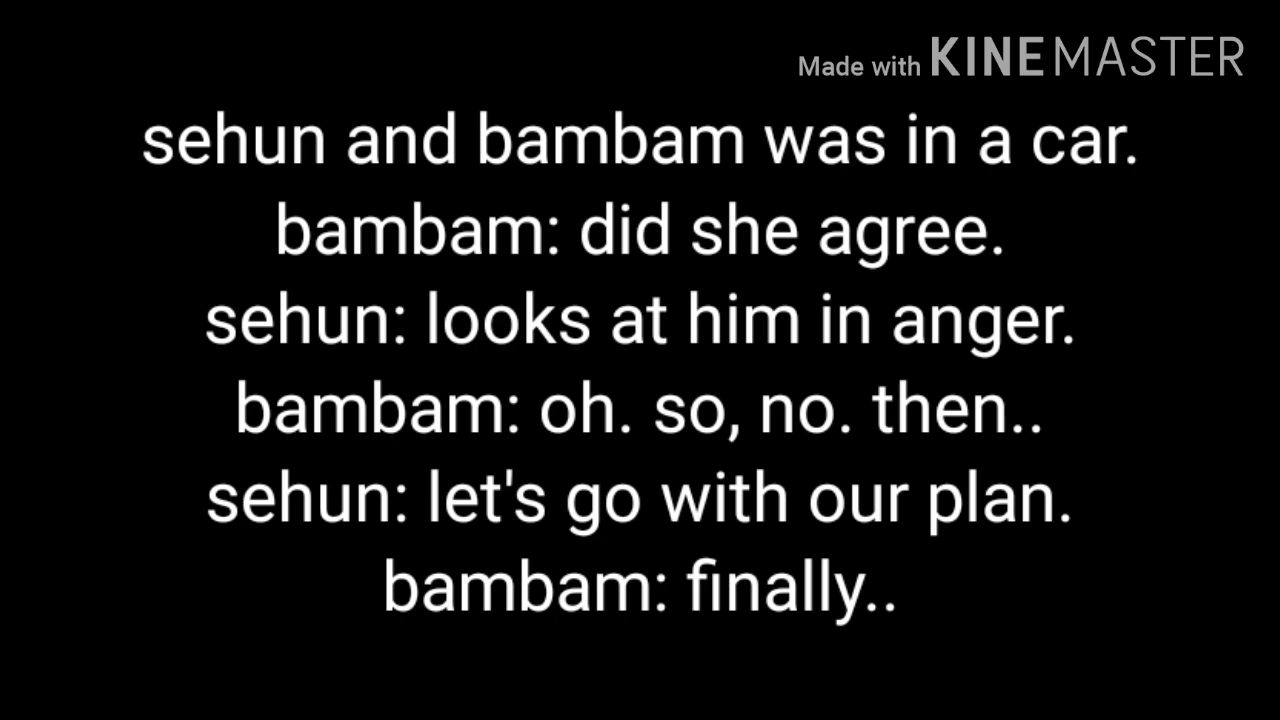 Made with KINEMASTER
sehun and bambam was in a car.
bambam: did she agree.
sehun: looks at him in anger.
bambam: oh. so, no. then..
sehun: let's go with our plan.
bambam: finally..